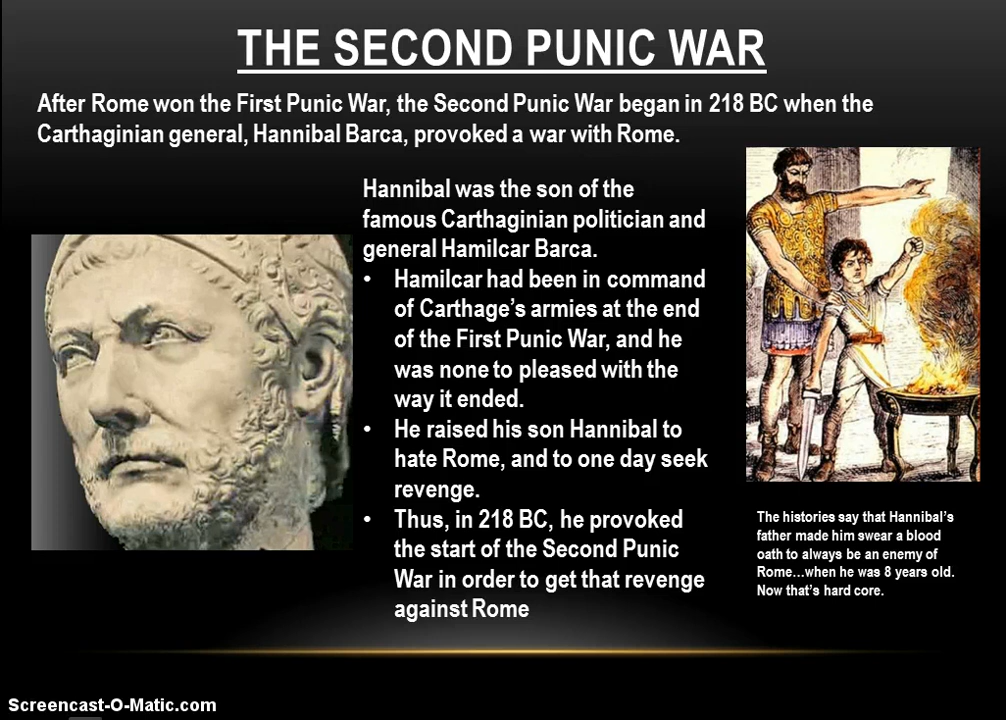 THE SECOND PUNIC WAR
After Rome won the First Punic War, the Second Punic War began in 218 BC when the
Carthaginian general, Hannibal Barca, provoked a war with Rome.
Hannibal was the son of the
famous Carthaginian politician and
general Hamilcar Barca.
• Hamilcar had been in command
of Carthage's armies at the end
of the First Punic War, and he
was none to pleased with the
way it ended.
• He raised his son Hannibal to
hate Rome, and to one day seek
revenge.
• Thus, in 218 BC, he provoked
the start of the Second Punic
War in order to get that revenge
against Rome
The histories say that Hannibal's
father made him swear a blood
oath to always be an enemy of
Rome...when he was 8 years old.
Now that's hard core.
Screencast-O-Matic.com